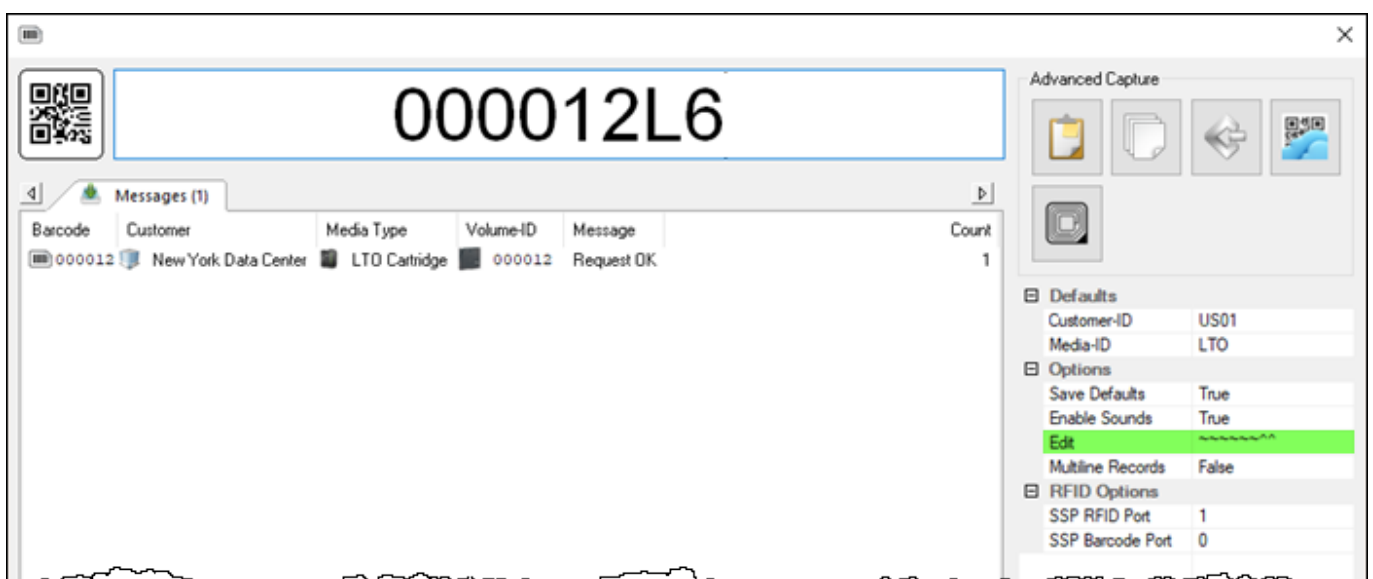 000012L6
Advanced Capture
Messages (1)
Barcode Customer Media Type Volume-ID Message Count
000012 New York Data Center LTO Cartridge 000012 Request OK 1
Defaults
Customer-ID US01
Media-ID LTO
Options
Save Defaults True
Enable Sounds True
Edit ~~~~~~^^
Multiline Records False
RFID Options
SSP RFID Port 1
SSP Barcode Port 0